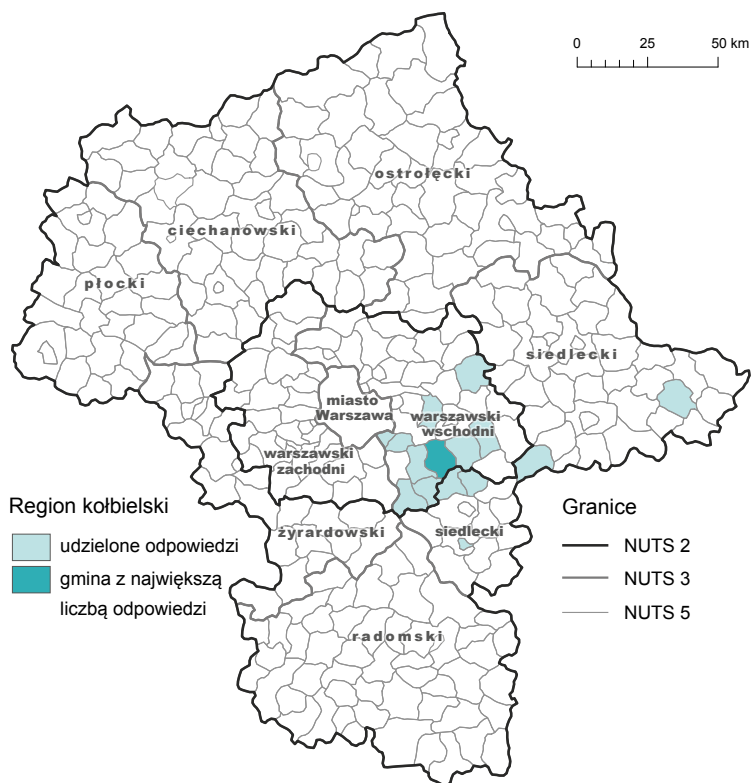 0 25 50 km
ostrołęcki
ciechanowski
płocki
siedlecki
miasto
Warszawa
warszawski
wschodni
warszawski
zachodni
Region kołbielski
udzielone odpowiedzi
gmina z największą
liczbą odpowiedzi
żyrardowski
siedlecki
radomski
Granice
NUTS 2
NUTS 3
NUTS 5